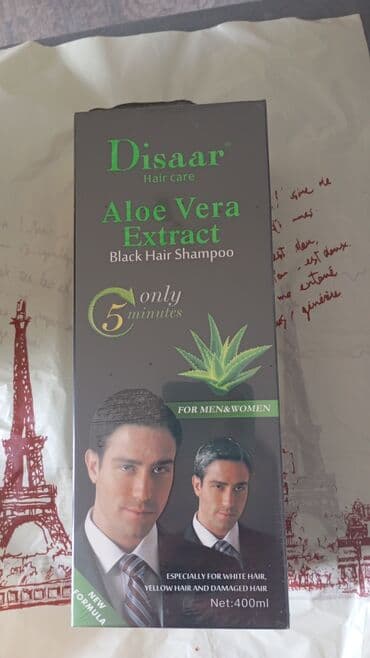 Disaar®
Hair care
Aloe Vera
Extract
Black Hair Shampoo
only
5 minutes
FOR MEN&WOMEN
ESPECIALLY FOR WHITE HAIR,
YELLOW HAIR AND DAMAGED HAIR
Net:400ml
NEW
FORMULA